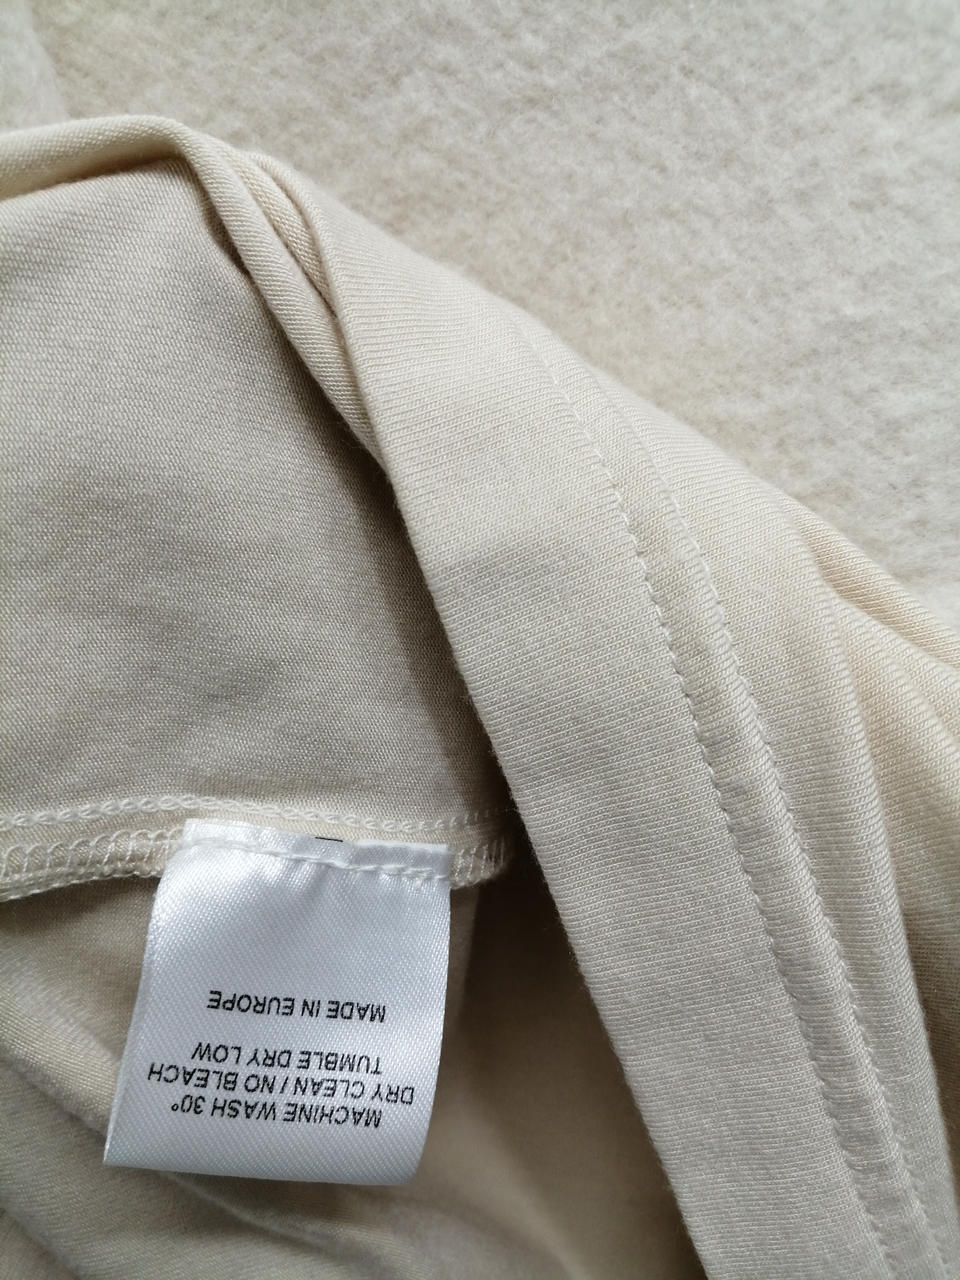 MACHINE WASH 30°
DRY CLEAN / NO BLEACH
TUMBLE DRY LOW
MADE IN EUROPE